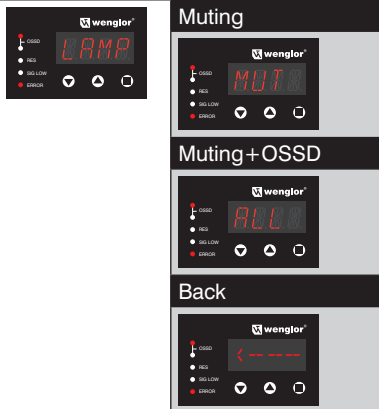 wenglor®
OSSD
LAMP
RES
SIG LOW
ERROR
Muting
wenglor®
OSSD
MUT
RES
SIG LOW
ERROR
Muting+OSSD
wenglor®
OSSD
ALL
RES
SIG LOW
ERROR
Back
wenglor®
OSSD
<-----
RES
SIG LOW
ERROR